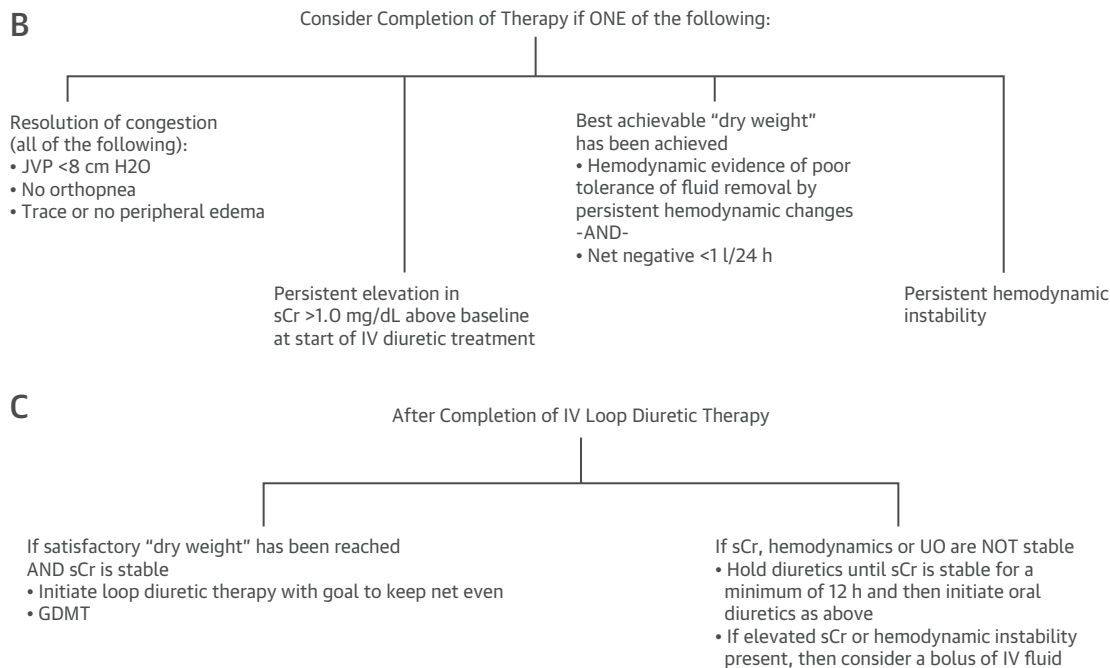 B
Consider Completion of Therapy if ONE of the following:
Resolution of congestion
(all of the following):
• JVP <8 cm H2O
• No orthopnea
• Trace or no peripheral edema
Persistent elevation in
sCr >1.0 mg/dL above baseline
at start of IV diuretic treatment
Best achievable “dry weight”
has been achieved
• Hemodynamic evidence of poor
tolerance of fluid removal by
persistent hemodynamic changes
-AND-
• Net negative <1 l/24 h
Persistent hemodynamic
instability
C
After Completion of IV Loop Diuretic Therapy
If satisfactory “dry weight” has been reached
AND sCr is stable
• Initiate loop diuretic therapy with goal to keep net even
• GDMT
If sCr, hemodynamics or UO are NOT stable
• Hold diuretics until sCr is stable for a
minimum of 12 h and then initiate oral
diuretics as above
• If elevated sCr or hemodynamic instability
present, then consider a bolus of IV fluid